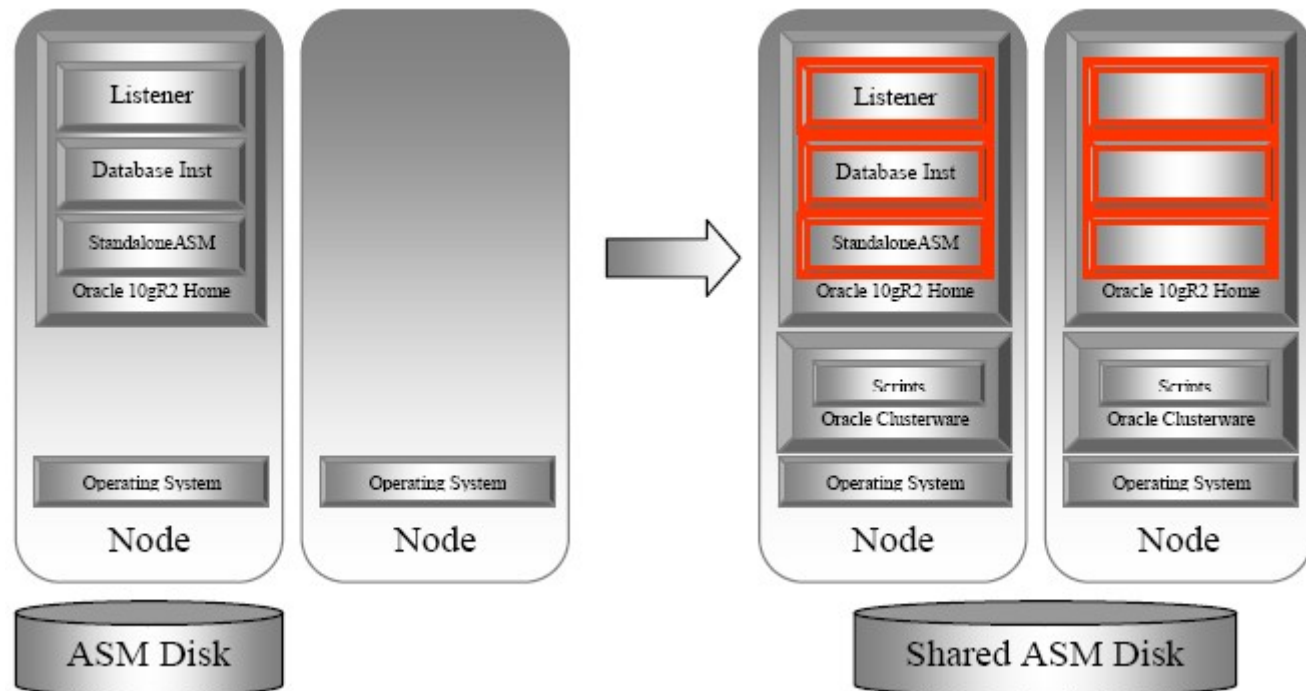 Listener
Database Inst
StandaloneASM
Oracle 10gR2 Home
Operating System
Node
Operating System
Node
ASM Disk
Listener
Database Inst
StandaloneASM
Oracle 10gR2 Home
Scripts
Oracle Clusterware
Operating System
Node
Oracle 10gR2 Home
Scripts
Oracle Clusterware
Operating System
Node
Shared ASM Disk